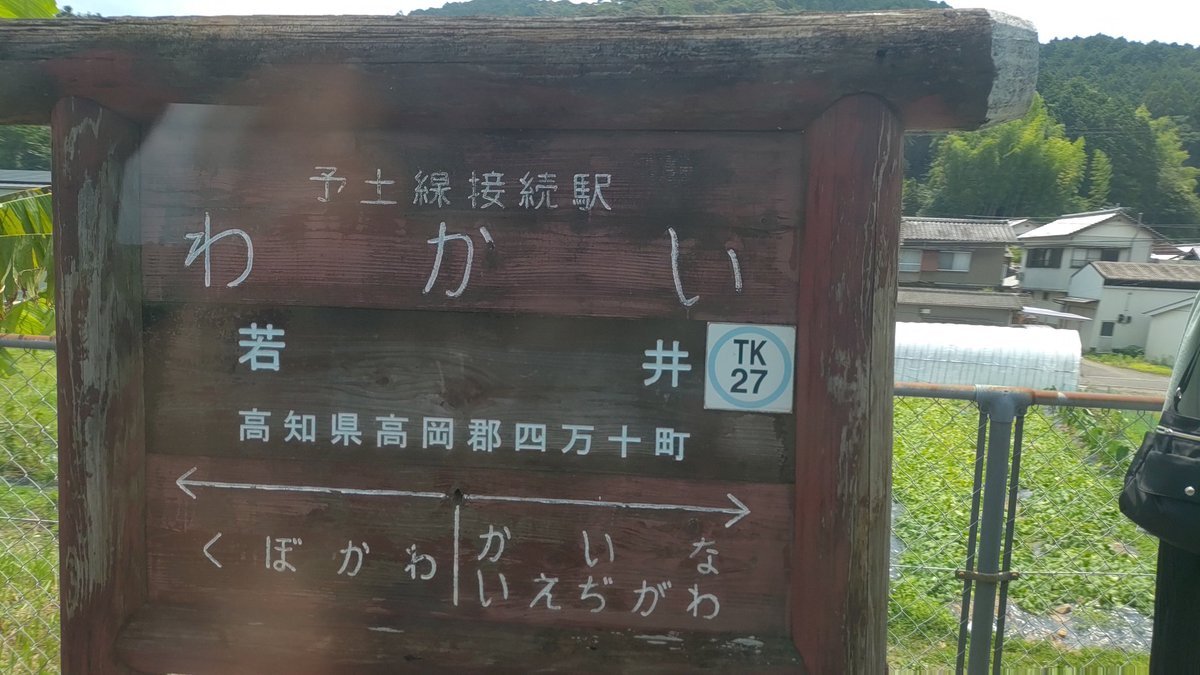 予土線接続駅
わかい
若井
TK
27
高知県高岡郡四万十町
くぼかわ
かいな
いえぢがわ